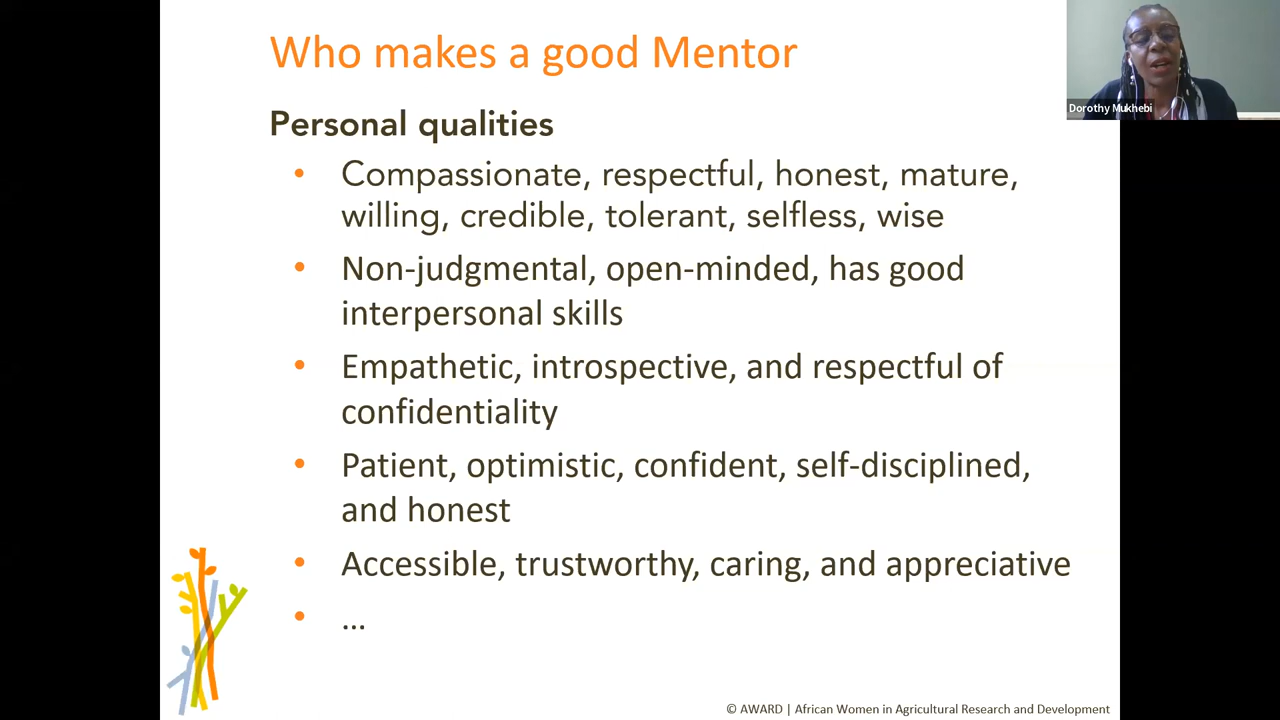 Who makes a good Mentor
Dorothy Mukhebi
Personal qualities
• Compassionate, respectful, honest, mature,
willing, credible, tolerant, selfless, wise
• Non-judgmental, open-minded, has good
interpersonal skills
• Empathetic, introspective, and respectful of
confidentiality
• Patient, optimistic, confident, self-disciplined,
and honest
• Accessible, trustworthy, caring, and appreciative
• ...
© AWARD | African Women in Agricultural Research and Development